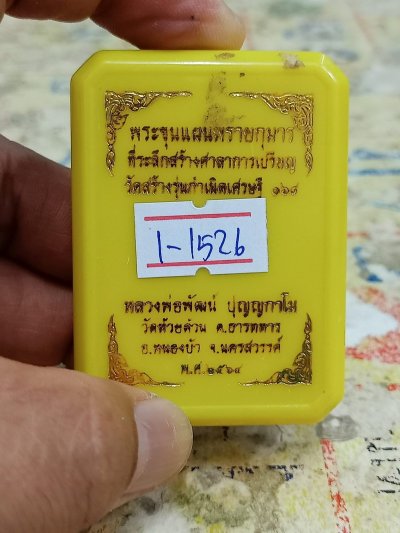 พระขุนแผนพรายกุมาร
ที่ระลึกสร้างศาลาการเปรียญ
วัดสร้างรุ่นกำเนิดเศรษฐี ๑๖๘
1-1526
หลวงพ่อพัฒน์ ปุญญกาโม
วัดห้วยด้วน ต.ธารทหาร
อ.หนองบัว จ.นครสวรรค์
พ.ศ.๒๕๖๔